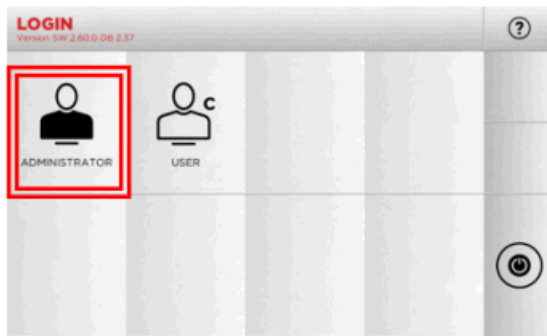 LOGIN
Version SW 2.60.0 DB 2.37
?
ADMINISTRATOR
C
USER